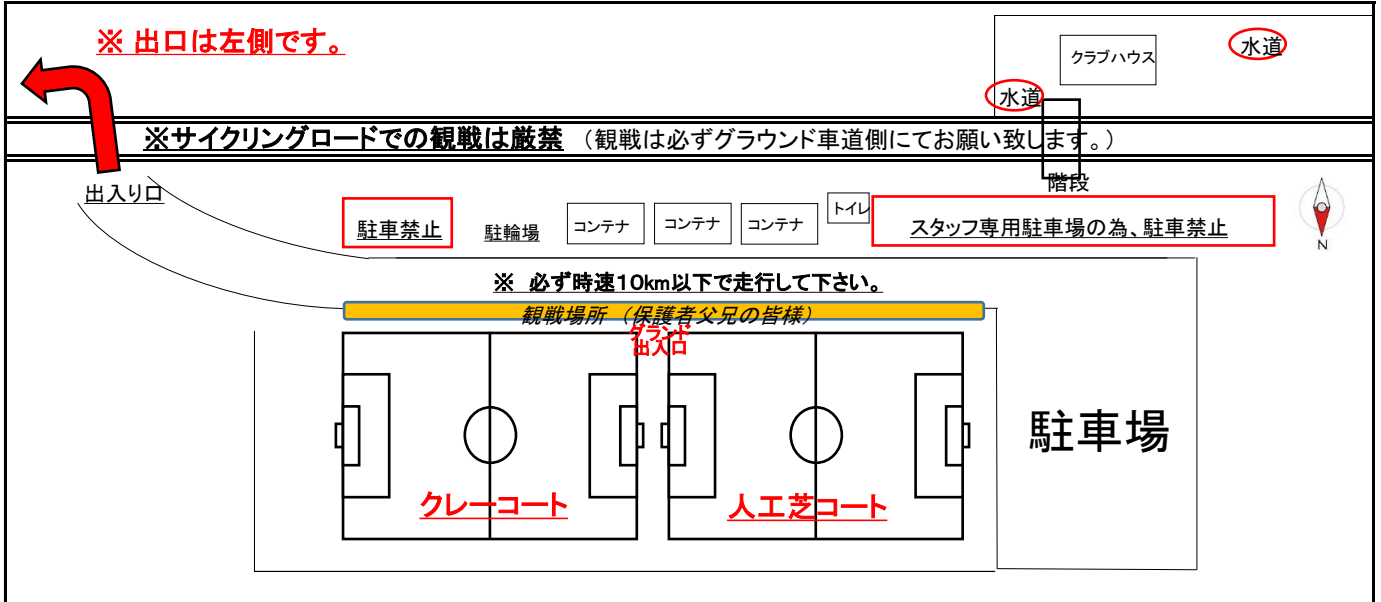 ※ 出口は左側です。
クラブハウス
水道
水道
※サイクリングロードでの観戦は厳禁 （観戦は必ずグラウンド車道側にてお願い致します。）
階段
出入り口
駐車禁止
駐輪場
コンテナ
コンテナ
コンテナ
トイレ
スタッフ専用駐車場の為、駐車禁止
N
※ 必ず時速10km以下で走行して下さい。
観戦場所 （保護者父兄の皆様）
グランド
出入口
駐車場
クレーコート
人工芝コート